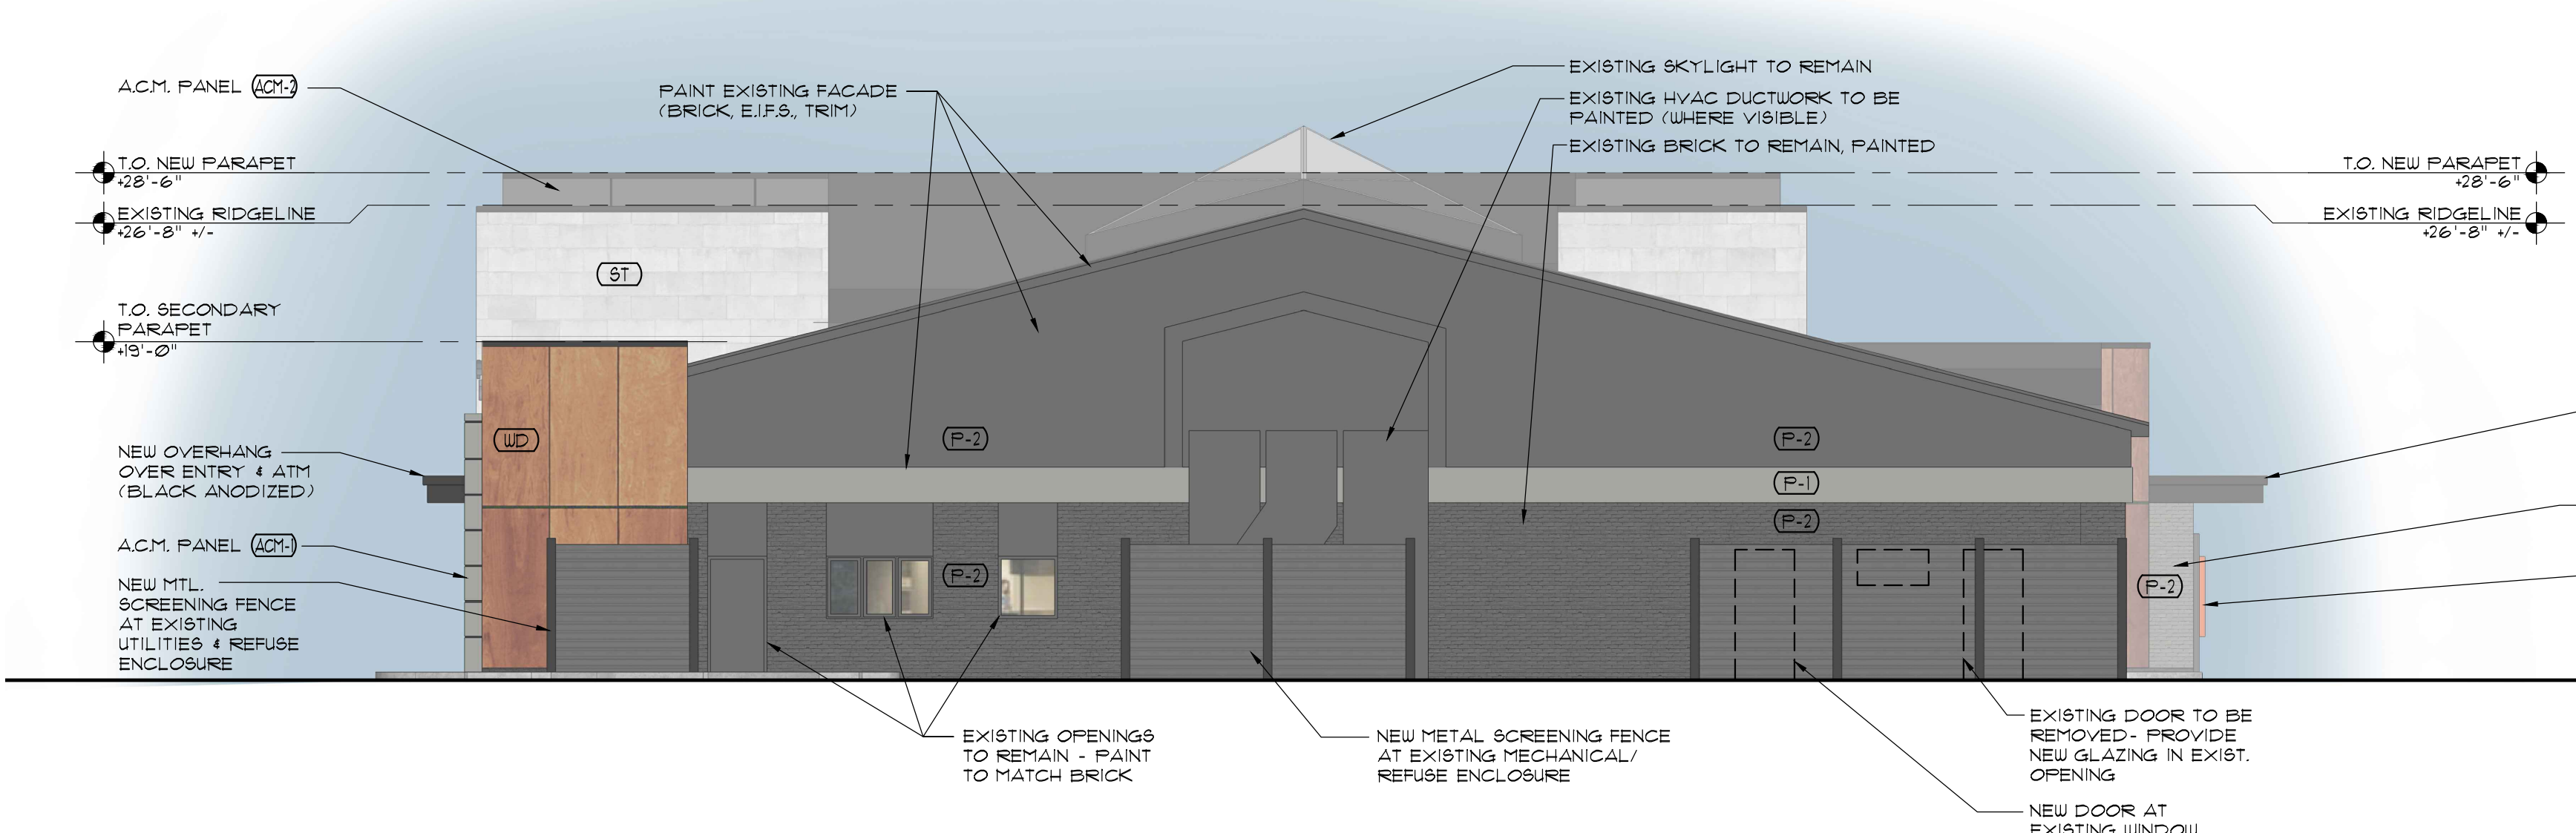 A.C.M. PANEL ACM-2
T.O. NEW PARAPET
+28'-6"
EXISTING RIDGELINE
+26'-8" +/-
T.O. SECONDARY
PARAPET
+19'-0"
NEW OVERHANG
OVER ENTRY & ATM
(BLACK ANODIZED)
A.C.M. PANEL ACM-1
NEW MTL.
SCREENING FENCE
AT EXISTING
UTILITIES & REFUSE
ENCLOSURE
PAINT EXISTING FACADE
(BRICK, E.I.F.S., TRIM)
EXISTING SKYLIGHT TO REMAIN
EXISTING HVAC DUCTWORK TO BE
PAINTED (WHERE VISIBLE)
EXISTING BRICK TO REMAIN, PAINTED
T.O. NEW PARAPET
+28'-6"
EXISTING RIDGELINE
+26'-8" +/-
ST
WD
P-2
P-2
P-1
P-2
P-2
P-2
EXISTING OPENINGS
TO REMAIN - PAINT
TO MATCH BRICK
NEW METAL SCREENING FENCE
AT EXISTING MECHANICAL/
REFUSE ENCLOSURE
EXISTING DOOR TO BE
REMOVED- PROVIDE
NEW GLAZING IN EXIST.
OPENING
NEW DOOR AT
EXISTING WINDOW